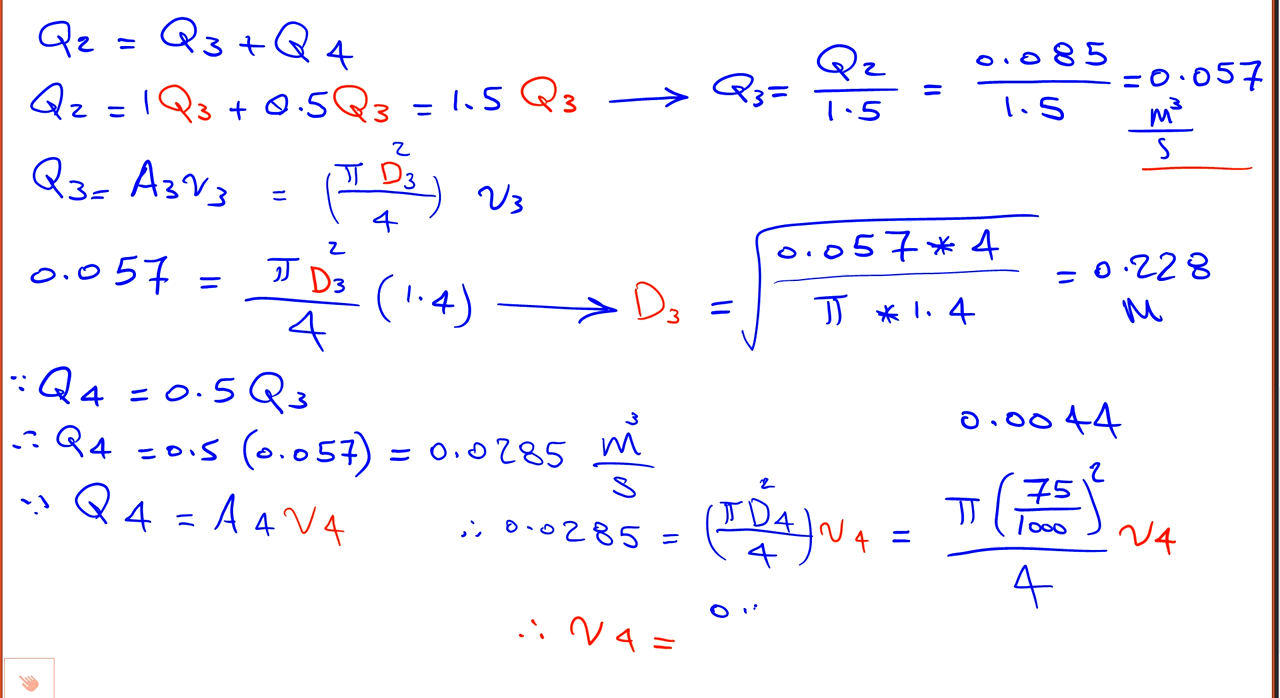 Q₂ = Q₃ + Q₄
Q₂ = 1Q₃ + 0.5Q₃ = 1.5 Q₃ ⟶ Q₃ = Q₂/1.5 = 0.085/1.5 = 0.057 m³/s
Q₃ = A₃v₃ = (πD₃²/4) v₃
0.057 = πD₃²/4 (1.4) ⟶ D₃ = √(0.057*4 / π*1.4) = 0.228 m
∵ Q₄ = 0.5 Q₃
∴ Q₄ = 0.5 (0.057) = 0.0285 m³/s
0.0044
∵ Q₄ = A₄v₄ ∴ 0.0285 = (πD₄²/4) v₄ = π(75/1000)²/4 v₄
∴ v₄ = 0..